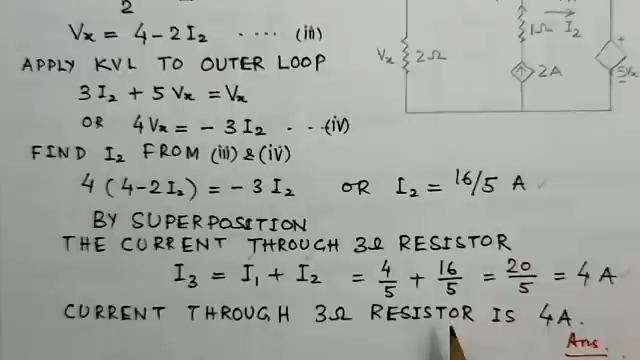 2
Vx = 4 - 2I2 ..... (iii)
APPLY KVL TO OUTER LOOP
3I2 + 5Vx = Vx
OR 4Vx = - 3I2 ...(iv)
FIND I2 FROM (iii) & (iv)
4(4-2I2) = - 3I2 OR I2 = 16/5 A
BY SUPERPOSITION
THE CURRENT THROUGH 3Ω RESISTOR
I3 = I1 + I2 = 4/5 + 16/5 = 20/5 = 4 A
CURRENT THROUGH 3Ω RESISTOR IS 4A.
Ans.
1Ω I2
Vx 2Ω
2A
+
5Vx
-